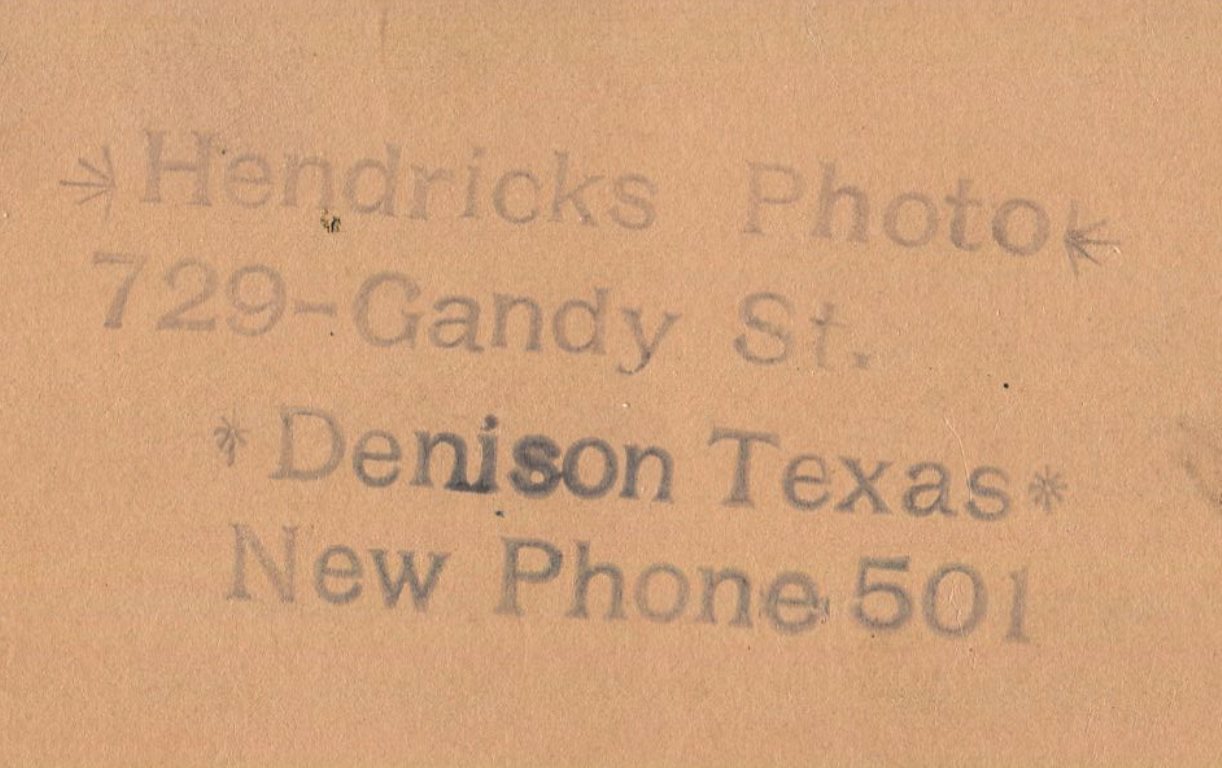 Hendricks Photo
729-Gandy St.
*Denison Texas*
New Phone 501